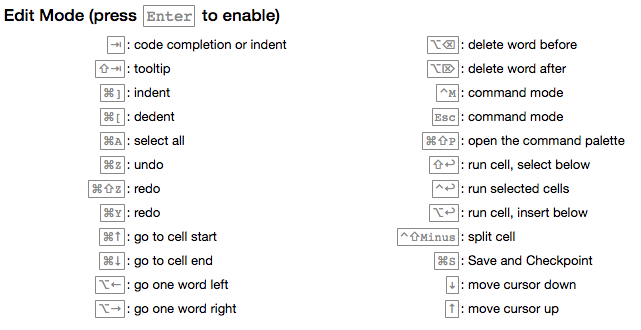 Edit Mode (press Enter to enable)
⇥ : code completion or indent
⇧⇥ : tooltip
⌘] : indent
⌘[ : dedent
⌘A : select all
⌘Z : undo
⌘⇧Z : redo
⌘Y : redo
⌘↑ : go to cell start
⌘↓ : go to cell end
⌥← : go one word left
⌥→ : go one word right
⌥⌫ : delete word before
⌥⌦ : delete word after
⌃M : command mode
Esc : command mode
⌘⇧P : open the command palette
⇧↩ : run cell, select below
⌃↩ : run selected cells
⌥↩ : run cell, insert below
⌃⇧Minus : split cell
⌘S : Save and Checkpoint
↓ : move cursor down
↑ : move cursor up